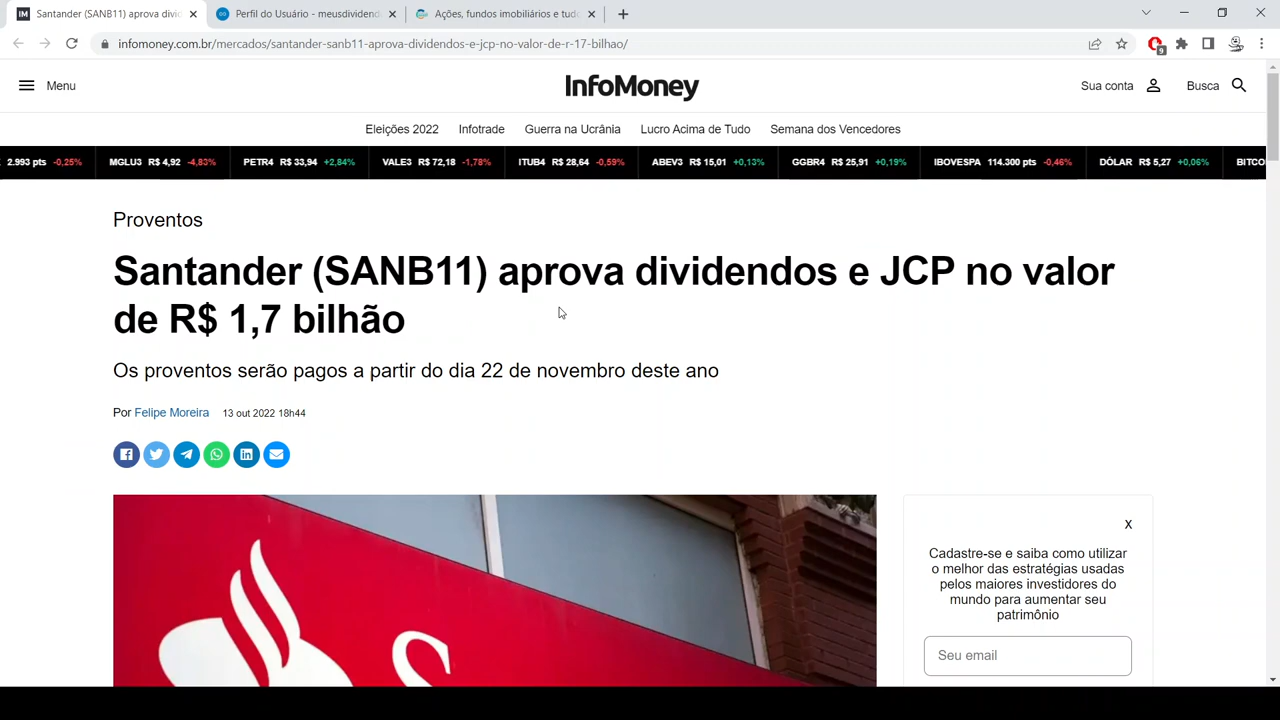 Santander (SANB11) aprova divid
Perfil do Usuário - meusdividend
Ações, fundos imobiliários e tudo
infomoney.com.br/mercados/santander-sanb11-aprova-dividendos-e-jcp-no-valor-de-r-17-bilhao/
9
Menu
InfoMoney
Sua conta
Busca
Eleições 2022 Infotrade Guerra na Ucrânia Lucro Acima de Tudo Semana dos Vencedores
2.993 pts -0,25% MGLU3 R$ 4,92 -4,83% PETR4 R$ 33,94 +2,84% VALE3 R$ 72,18 -1,78% ITUB4 R$ 28,64 -0,59% ABEV3 R$ 15,01 +0,13% GGBR4 R$ 25,91 +0,19% IBOVESPA 114.300 pts -0,46% DÓLAR R$ 5,27 +0,06% BITCO
Proventos
Santander (SANB11) aprova dividendos e JCP no valor
de R$ 1,7 bilhão
Os proventos serão pagos a partir do dia 22 de novembro deste ano
Por Felipe Moreira 13 out 2022 18h44
X
Cadastre-se e saiba como utilizar
o melhor das estratégias usadas
pelos maiores investidores do
mundo para aumentar seu
patrimônio
Seu email